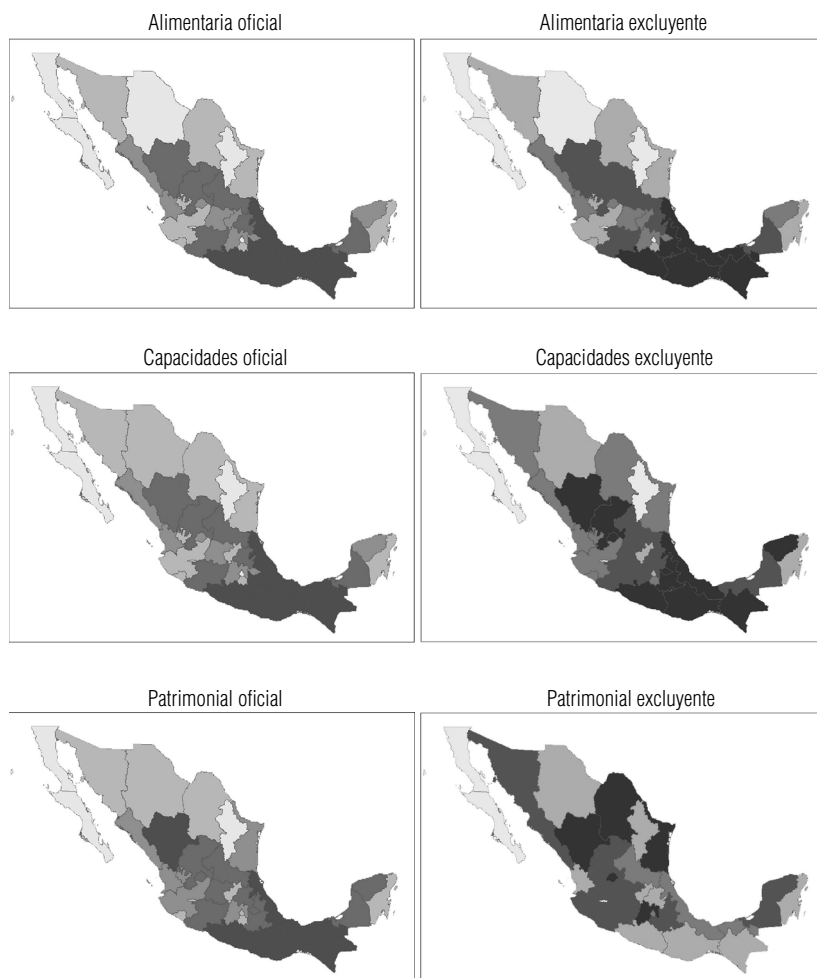 Alimentaria oficial
Alimentaria excluyente
Capacidades oficial
Capacidades excluyente
Patrimonial oficial
Patrimonial excluyente